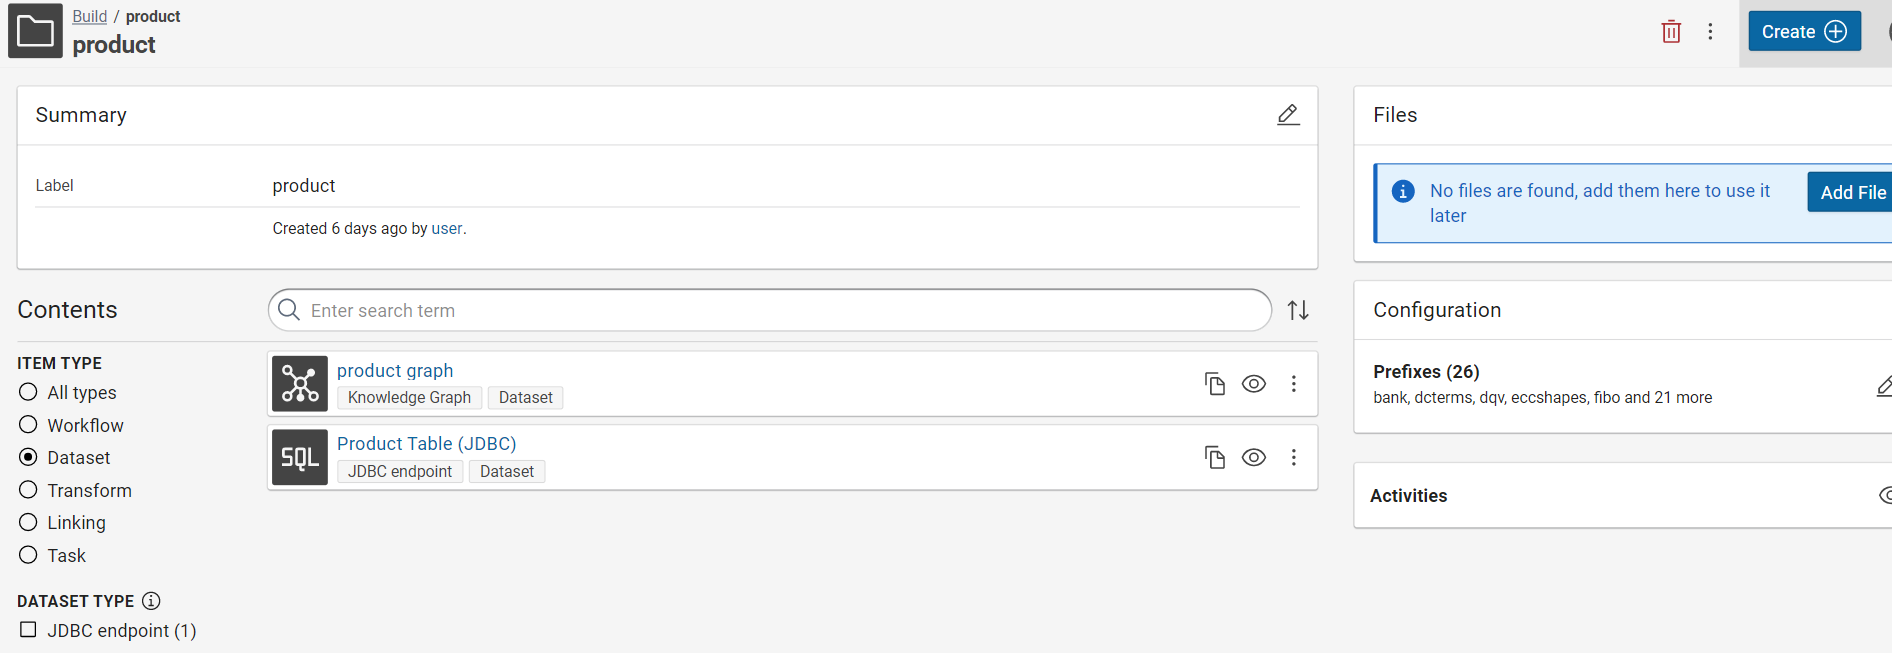 Build / product
product
Create
Summary
Label
product
Created 6 days ago by user.
Files
No files are found, add them here to use it
later
Add File
Contents
Enter search term
ITEM TYPE
All types
Workflow
Dataset
Transform
Linking
Task
DATASET TYPE
JDBC endpoint (1)
product graph
Knowledge Graph
Dataset
SQL
Product Table (JDBC)
JDBC endpoint
Dataset
Configuration
Prefixes (26)
bank, dcterms, dqv, eccshapes, fibo and 21 more
Activities